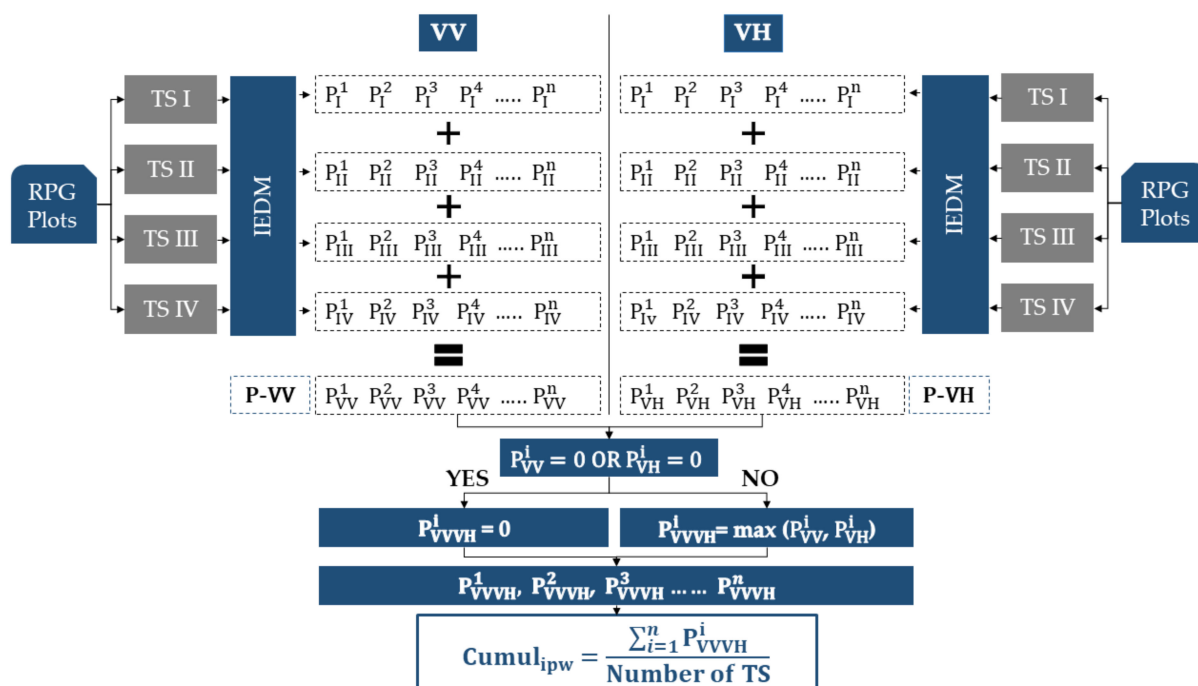 VV VH
TS I P_I^1 P_I^2 P_I^3 P_I^4 ..... P_I^n P_I^1 P_I^2 P_I^3 P_I^4 ..... P_I^n TS I
+ +
TS II P_II^1 P_II^2 P_II^3 P_II^4 ..... P_II^n P_II^1 P_II^2 P_II^3 P_II^4 ..... P_II^n TS II
RPG
Plots
IEDM
+ +
IEDM
RPG
Plots
TS III P_III^1 P_III^2 P_III^3 P_III^4 ..... P_III^n P_III^1 P_III^2 P_III^3 P_III^4 ..... P_III^n TS III
+ +
TS IV P_IV^1 P_IV^2 P_IV^3 P_IV^4 ..... P_IV^n P_IV^1 P_IV^2 P_IV^3 P_IV^4 ..... P_IV^n TS IV
= =
P-VV P_VV^1 P_VV^2 P_VV^3 P_VV^4 ..... P_VV^n P_VH^1 P_VH^2 P_VH^3 P_VH^4 ..... P_VH^n P-VH
P_VV^i = 0 OR P_VH^i = 0
YES NO
P_VVVH^i = 0 P_VVVH^i = max (P_VV^i, P_VH^i)
P_VVVH^1, P_VVVH^2, P_VVVH^3 ...... P_VVVH^n
Cumul_ipw = ∑_{i=1}^n P_VVVH^i
Number of TS